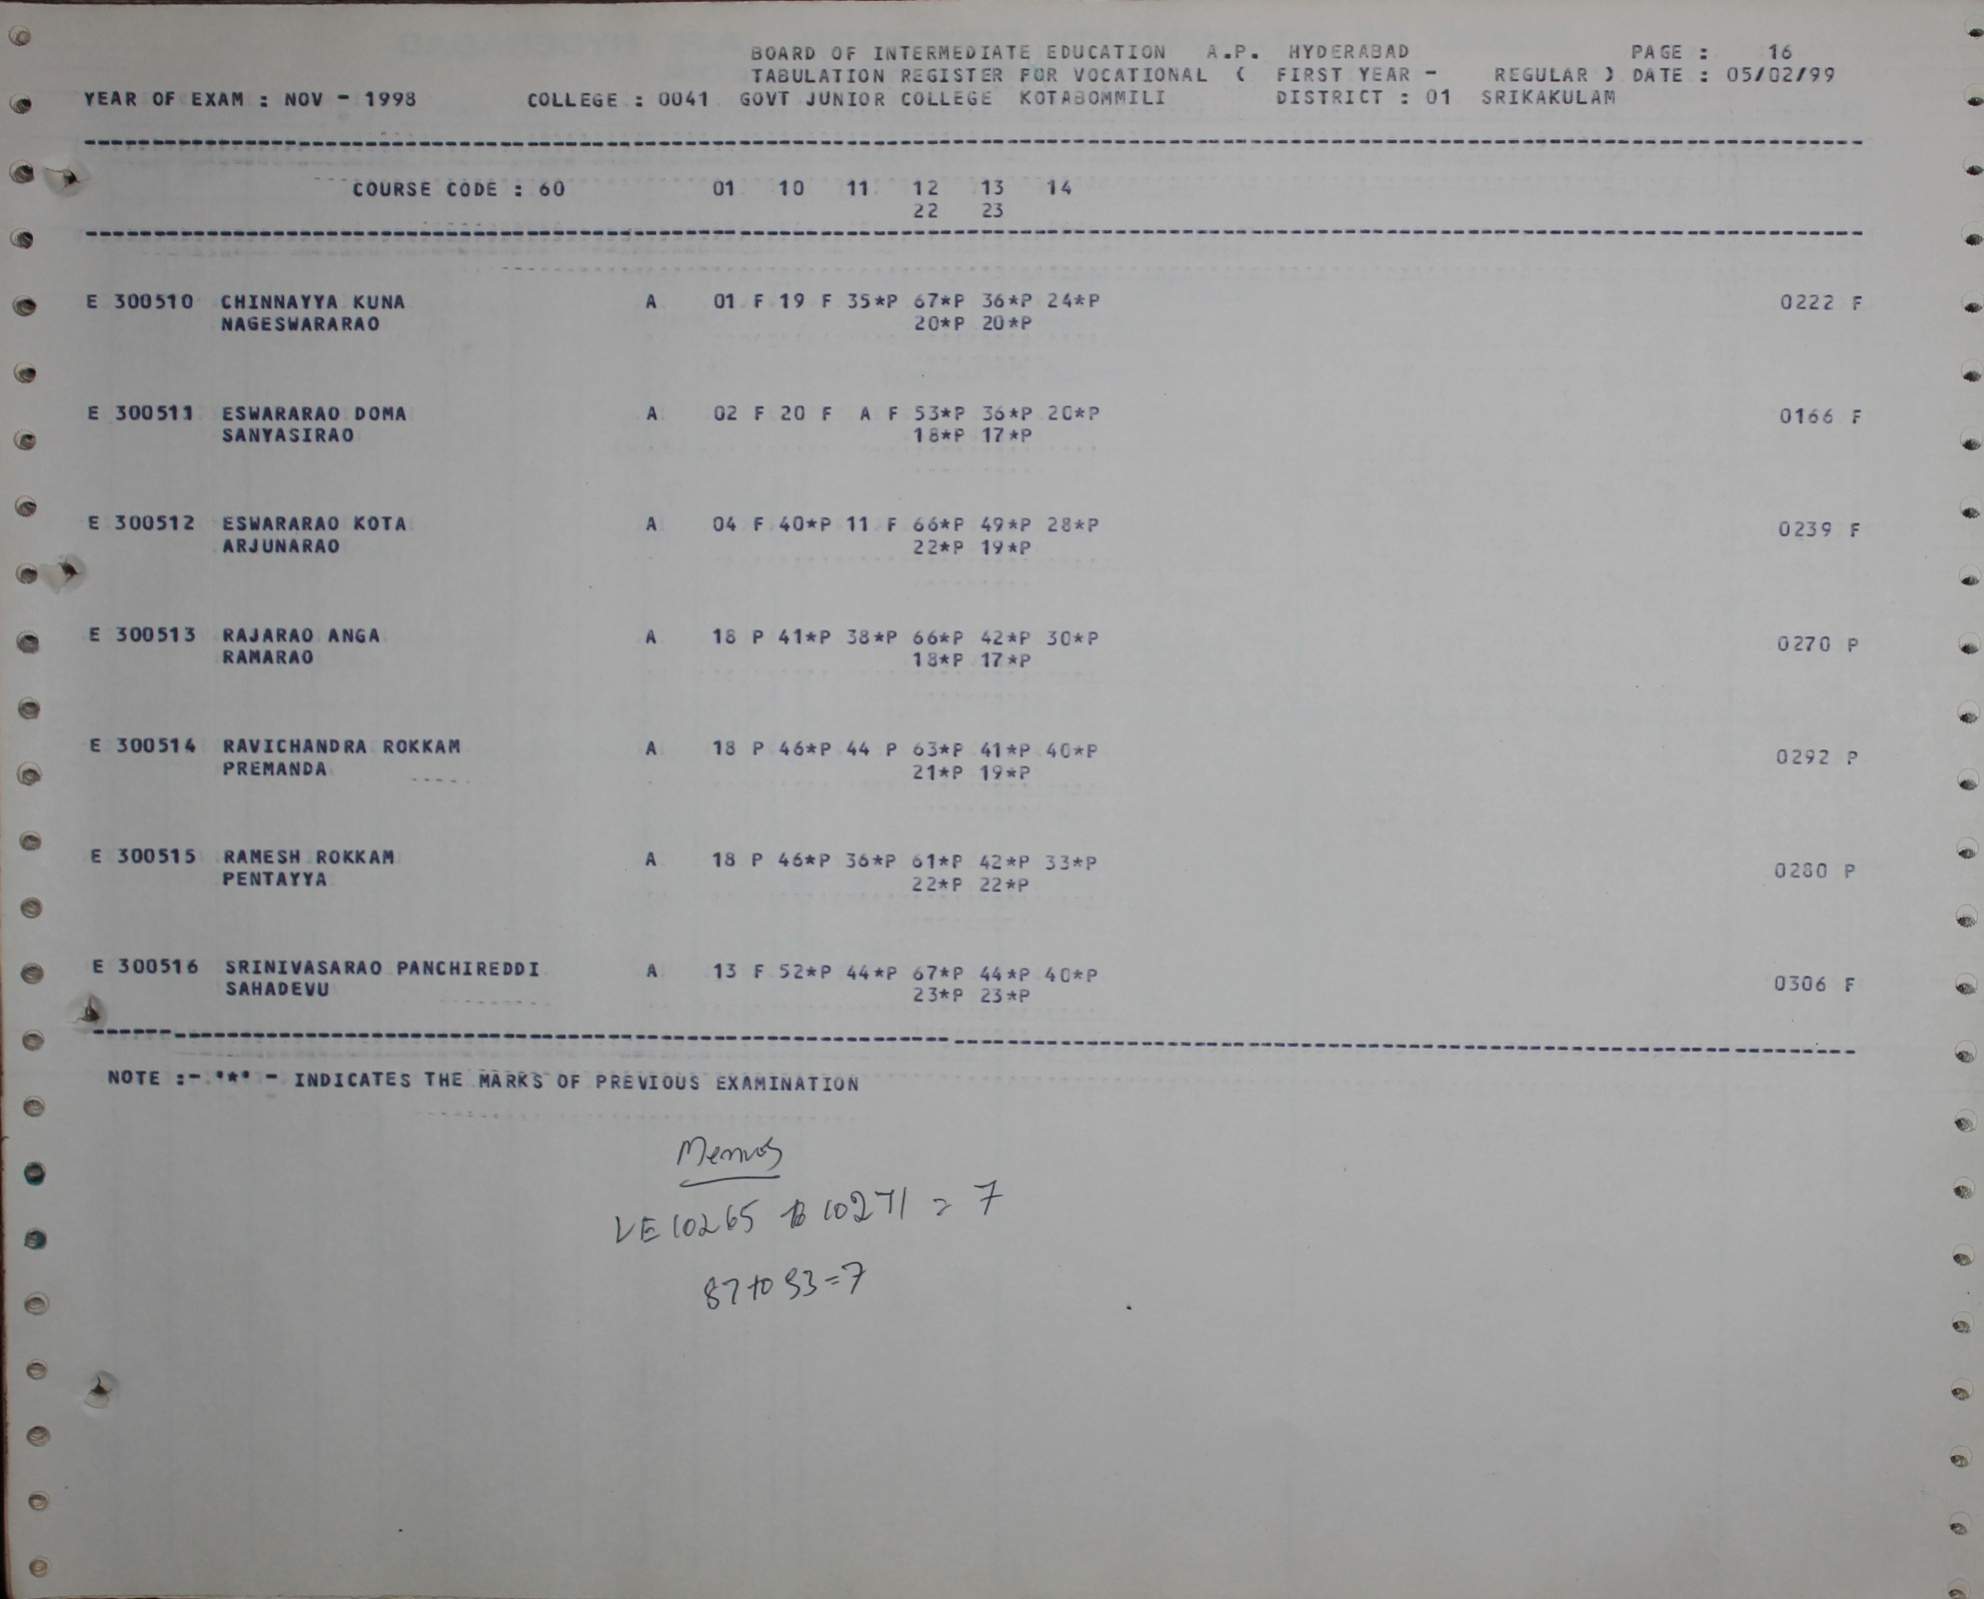 BOARD OF INTERMEDIATE EDUCATION A.P. HYDERABAD PAGE : 16
TABULATION REGISTER FOR VOCATIONAL ( FIRST YEAR - REGULAR ) DATE : 05/02/99
YEAR OF EXAM : NOV - 1998 COLLEGE : 0041 GOVT JUNIOR COLLEGE KOTABOMMILI DISTRICT : 01 SRIKAKULAM
COURSE CODE : 60 01 10 11 12 13 14
22 23
E 300510 CHINNAYYA KUNA A 01 F 19 F 35*P 67*P 36*P 24*P 0222 F
NAGESWARARAO 20*P 20*P
E 300511 ESWARARAO DOMA A 02 F 20 F A F 53*P 36*P 20*P 0166 F
SANYASIRAO 18*P 17*P
E 300512 ESWARARAO KOTA A 04 F 40*P 11 F 66*P 49*P 28*P 0239 F
ARJUNARAO 22*P 19*P
E 300513 RAJARAO ANGA A 18 P 41*P 38*P 66*P 42*P 30*P 0270 P
RAMARAO 18*P 17*P
E 300514 RAVICHANDRA ROKKAM A 18 P 46*P 44 P 63*P 41*P 40*P 0292 P
PREMANDA 21*P 19*P
E 300515 RAMESH ROKKAM A 18 P 46*P 36*P 61*P 42*P 33*P 0280 P
PENTAYYA 22*P 22*P
E 300516 SRINIVASARAO PANCHIREDDI A 13 F 52*P 44*P 67*P 44*P 40*P 0306 F
SAHADEVU 23*P 23*P
NOTE :- '*' - INDICATES THE MARKS OF PREVIOUS EXAMINATION
Memos
VE 10265 to 10271 = 7
87 to 93 = 7